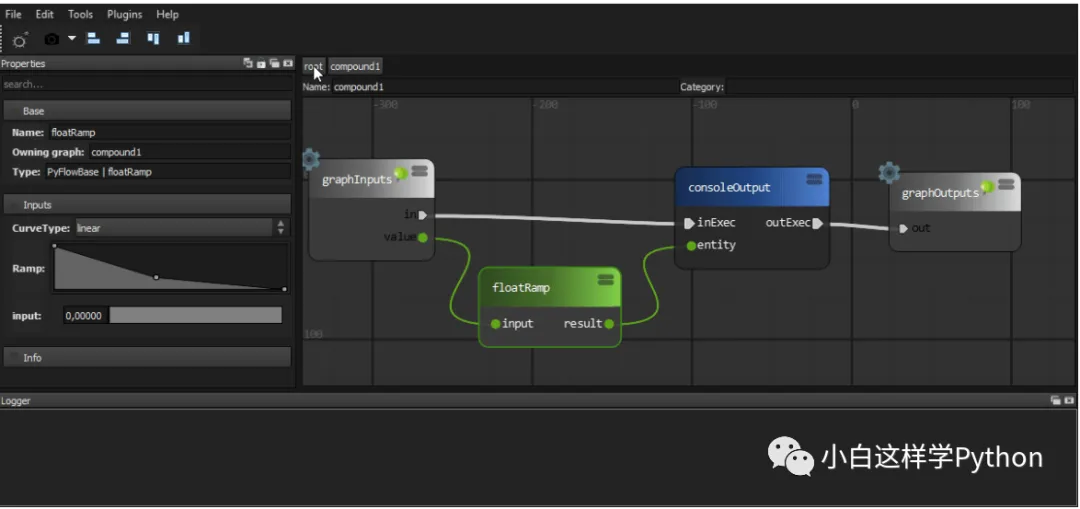 File Edit Tools Plugins Help
Properties
search...
Base
Name: floatRamp
Owning graph: compound1
Type: PyFlowBase | floatRamp
Inputs
CurveType: linear
Ramp:
input: 0,00000
Info
root compound1
Name: compound1 Category:
-300 -200 -100 0 100
graphInputs
in
value
floatRamp
input result
consoleOutput
inExec outExec
entity
graphOutputs
out
100
Logger
小白这样学Python